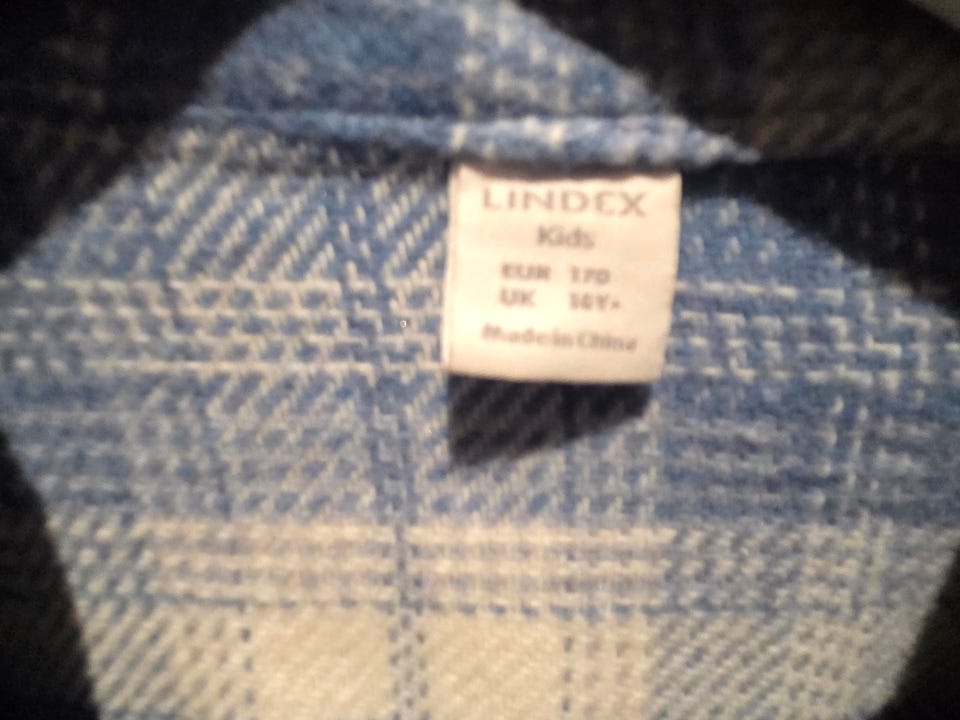 LINDEX
Kids
EUR 170
UK 14Y+
Made in China